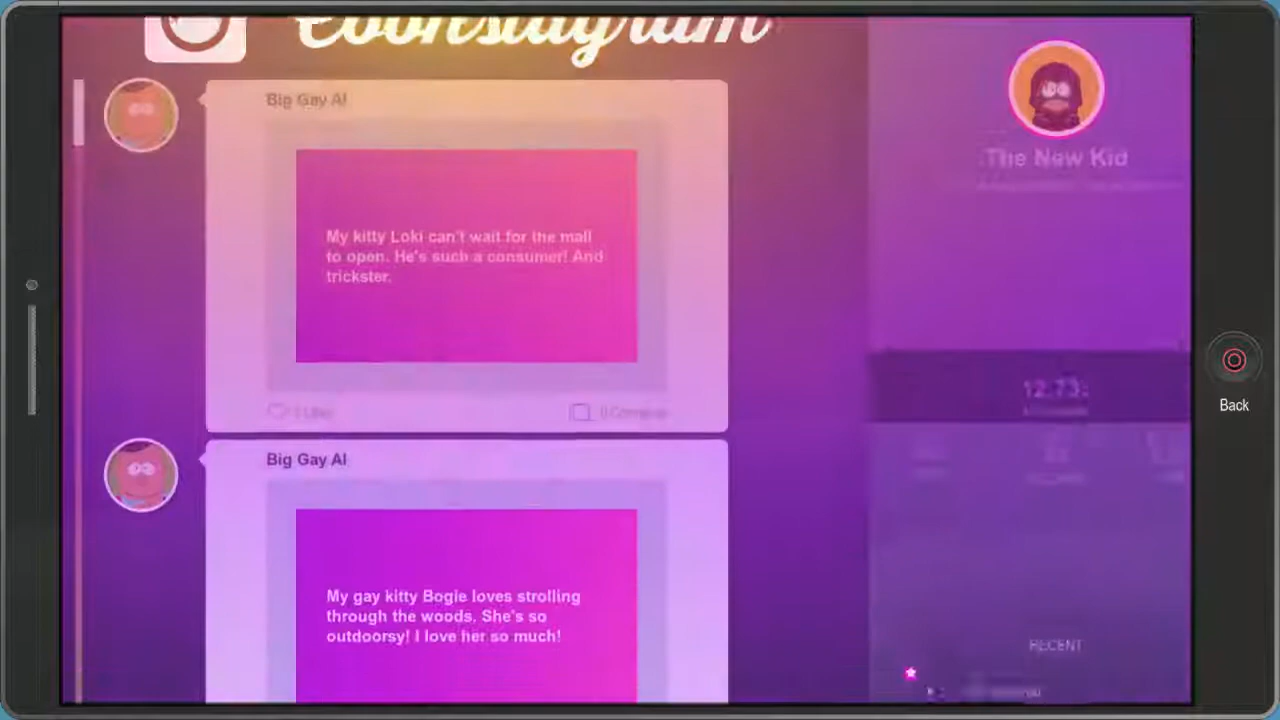 Coonstagram
Big Gay Al
My kitty Loki can't wait for the mall
to open. He's such a consumer! And
trickster.
Big Gay Al
My gay kitty Bogie loves strolling
through the woods. She's so
outdoorsy! I love her so much!
The New Kid
RECENT
Back